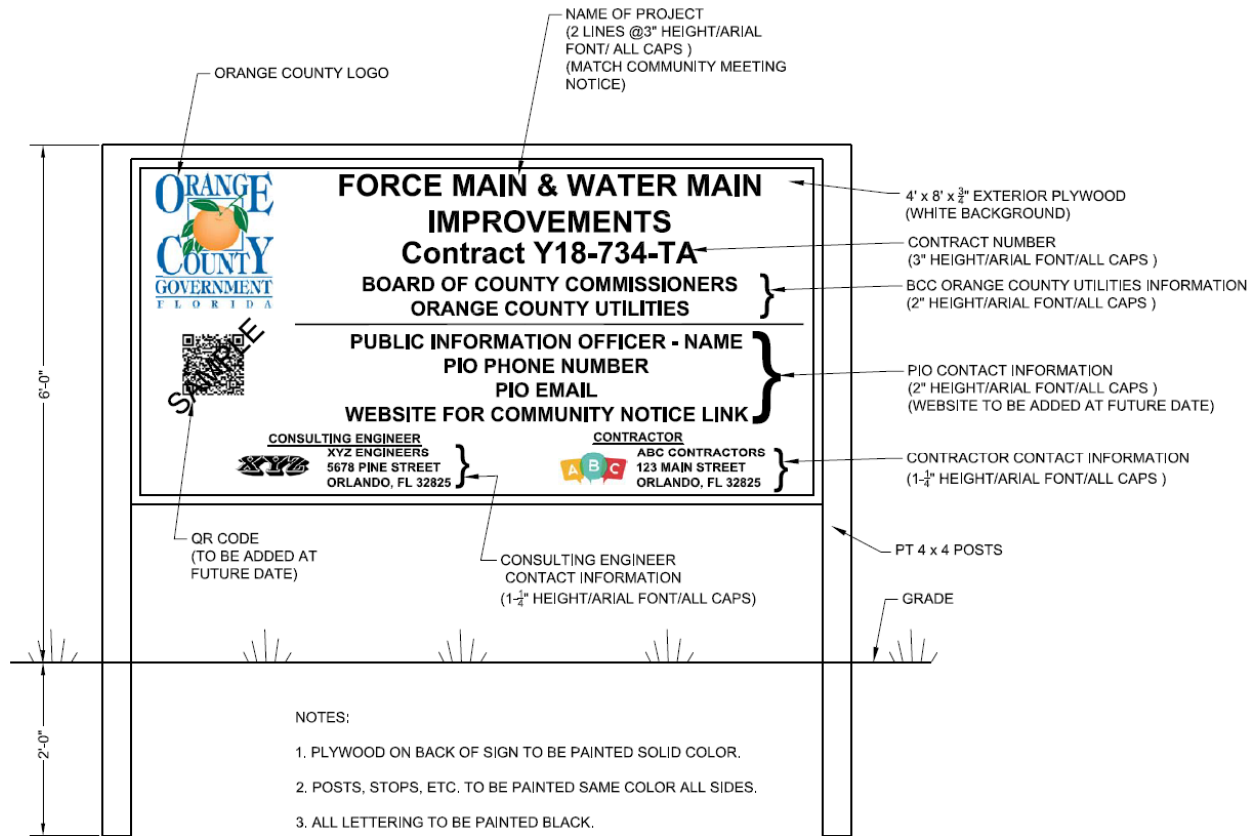 NAME OF PROJECT
(2 LINES @3" HEIGHT/ARIAL
FONT/ ALL CAPS )
(MATCH COMMUNITY MEETING
NOTICE)
ORANGE COUNTY LOGO
ORANGE
COUNTY
GOVERNMENT
FLORIDA
FORCE MAIN & WATER MAIN
IMPROVEMENTS
Contract Y18-734-TA
BOARD OF COUNTY COMMISSIONERS
ORANGE COUNTY UTILITIES
PUBLIC INFORMATION OFFICER - NAME
PIO PHONE NUMBER
PIO EMAIL
WEBSITE FOR COMMUNITY NOTICE LINK
SAMPLE
CONSULTING ENGINEER
XYZ
XYZ ENGINEERS
5678 PINE STREET
ORLANDO, FL 32825
CONTRACTOR
ABC
ABC CONTRACTORS
123 MAIN STREET
ORLANDO, FL 32825
4' x 8' x 3/4" EXTERIOR PLYWOOD
(WHITE BACKGROUND)
CONTRACT NUMBER
(3" HEIGHT/ARIAL FONT/ALL CAPS )
BCC ORANGE COUNTY UTILITIES INFORMATION
(2" HEIGHT/ARIAL FONT/ALL CAPS )
PIO CONTACT INFORMATION
(2" HEIGHT/ARIAL FONT/ALL CAPS )
(WEBSITE TO BE ADDED AT FUTURE DATE)
CONTRACTOR CONTACT INFORMATION
(1-1/4" HEIGHT/ARIAL FONT/ALL CAPS )
QR CODE
(TO BE ADDED AT
FUTURE DATE)
CONSULTING ENGINEER
CONTACT INFORMATION
(1-1/4" HEIGHT/ARIAL FONT/ALL CAPS)
PT 4 x 4 POSTS
GRADE
6'-0"
2'-0"
NOTES:
1. PLYWOOD ON BACK OF SIGN TO BE PAINTED SOLID COLOR.
2. POSTS, STOPS, ETC. TO BE PAINTED SAME COLOR ALL SIDES.
3. ALL LETTERING TO BE PAINTED BLACK.